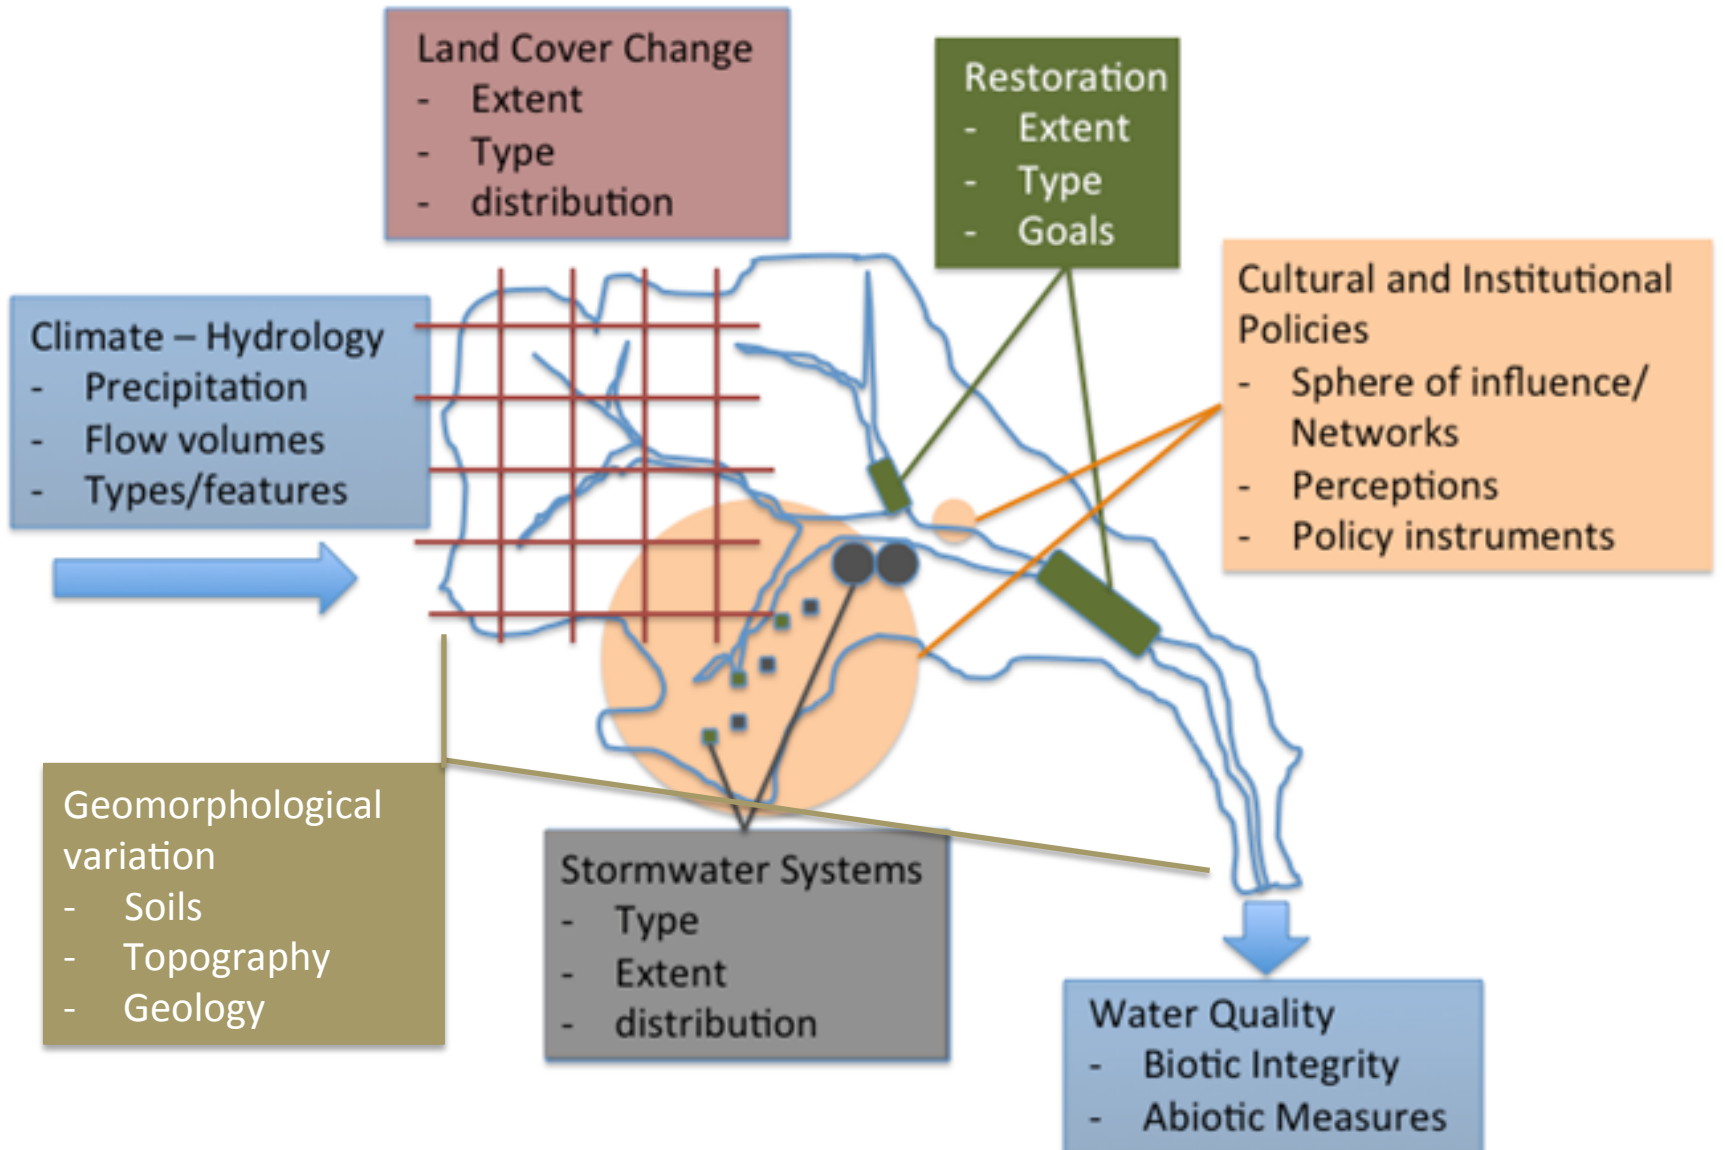 Land Cover Change
- Extent
- Type
- distribution
Restoration
- Extent
- Type
- Goals
Climate – Hydrology
- Precipitation
- Flow volumes
- Types/features
Cultural and Institutional
Policies
- Sphere of influence/
Networks
- Perceptions
- Policy instruments
Geomorphological
variation
- Soils
- Topography
- Geology
Stormwater Systems
- Type
- Extent
- distribution
Water Quality
- Biotic Integrity
- Abiotic Measures